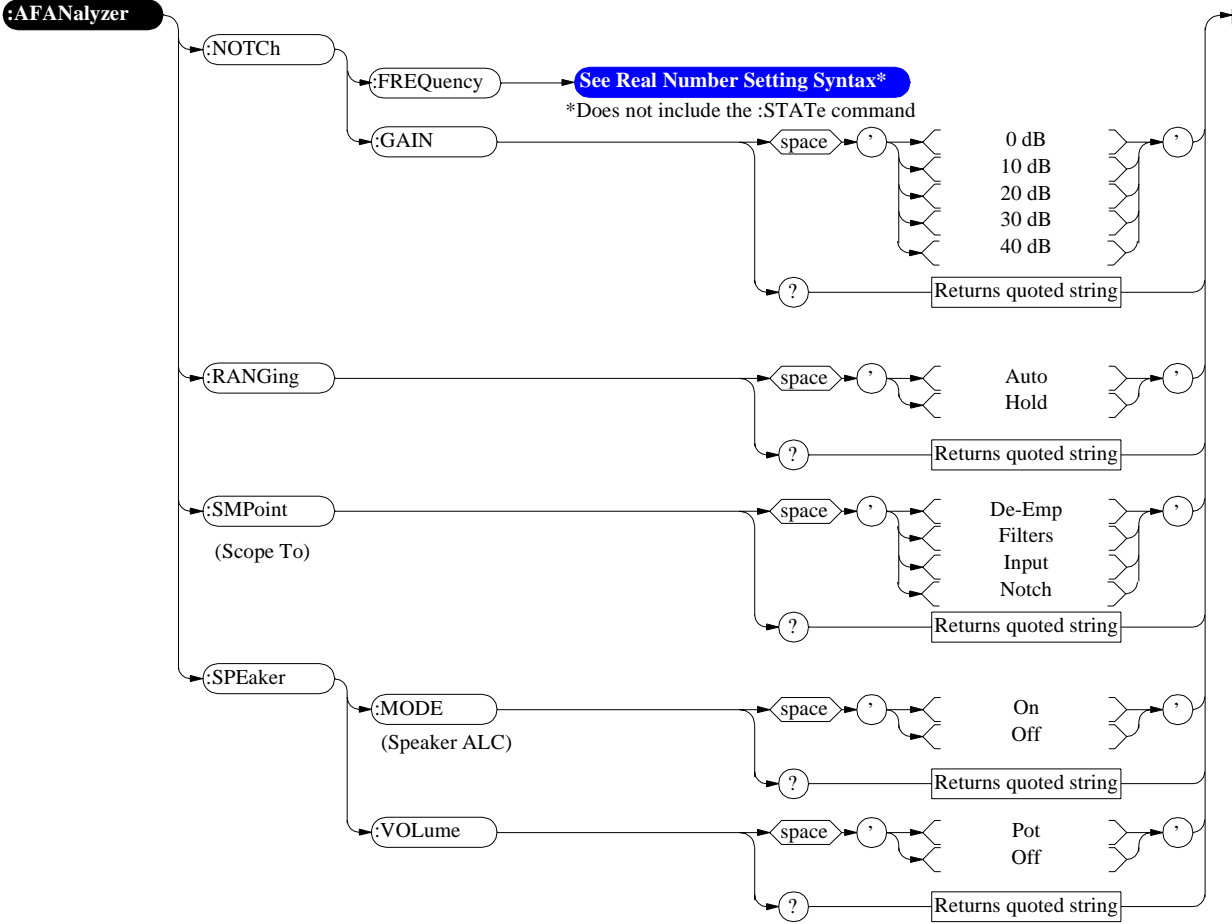 :AFANalyzer
:NOTCh
:FREQuency
See Real Number Setting Syntax*
*Does not include the :STATe command
:GAIN
space
’
0 dB
10 dB
20 dB
30 dB
40 dB
’
?
Returns quoted string
:RANGing
space
’
Auto
Hold
’
?
Returns quoted string
:SMPoint
(Scope To)
space
’
De-Emp
Filters
Input
Notch
’
?
Returns quoted string
:SPEaker
:MODE
(Speaker ALC)
space
’
On
Off
’
?
Returns quoted string
:VOLume
space
’
Pot
Off
’
?
Returns quoted string